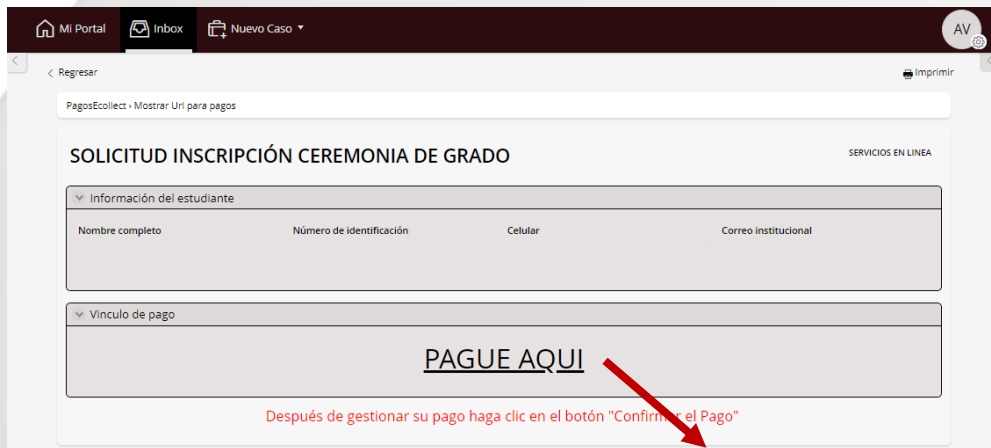 Mi Portal Inbox Nuevo Caso AV
Regresar Imprimir
PagosEcollect › Mostrar Url para pagos
SOLICITUD INSCRIPCIÓN CEREMONIA DE GRADO SERVICIOS EN LINEA
Información del estudiante
Nombre completo Número de identificación Celular Correo institucional
Vinculo de pago
PAGUE AQUI
Después de gestionar su pago haga clic en el botón "Confirmar el Pago"